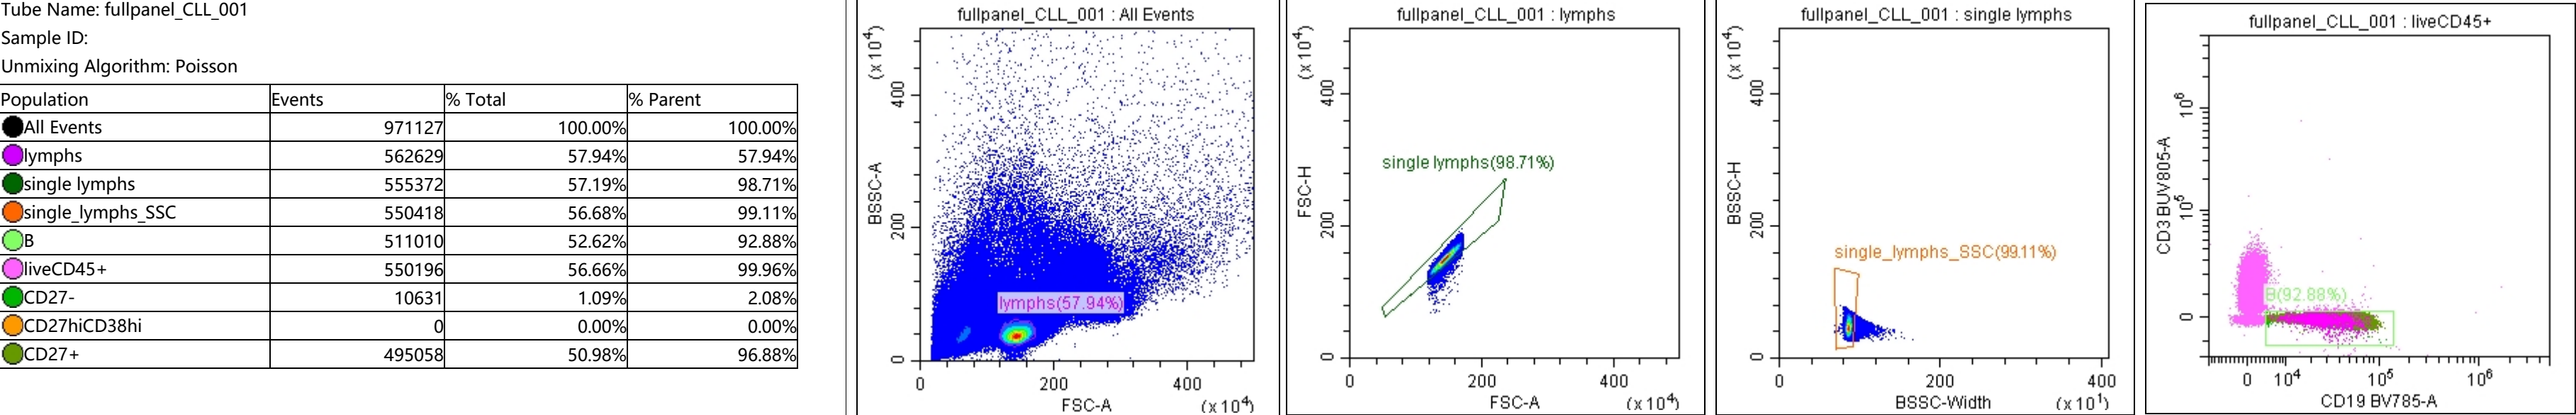 Tube Name: fullpanel_CLL_001
Sample ID:
Unmixing Algorithm: Poisson
Population Events % Total % Parent
All Events 971127 100.00% 100.00%
lymphs 562629 57.94% 57.94%
single lymphs 555372 57.19% 98.71%
single_lymphs_SSC 550418 56.68% 99.11%
B 511010 52.62% 92.88%
liveCD45+ 550196 56.66% 99.96%
CD27- 10631 1.09% 2.08%
CD27hiCD38hi 0 0.00% 0.00%
CD27+ 495058 50.98% 96.88%
fullpanel_CLL_001 : All Events
(x 10⁴)
BSSC-A
400
200
0
lymphs(57.94%)
0 200 400
FSC-A (x 10⁴)
fullpanel_CLL_001 : lymphs
(x 10⁴)
FSC-H
400
200
0
single lymphs(98.71%)
0 200 400
FSC-A (x 10⁴)
fullpanel_CLL_001 : single lymphs
(x 10⁴)
BSSC-H
400
200
0
single_lymphs_SSC(99.11%)
0 200 400
BSSC-Width (x 10¹)
fullpanel_CLL_001 : liveCD45+
CD3 BUV805-A
10⁶
10⁵
0
B(92.88%)
0 10⁴ 10⁵ 10⁶
CD19 BV785-A